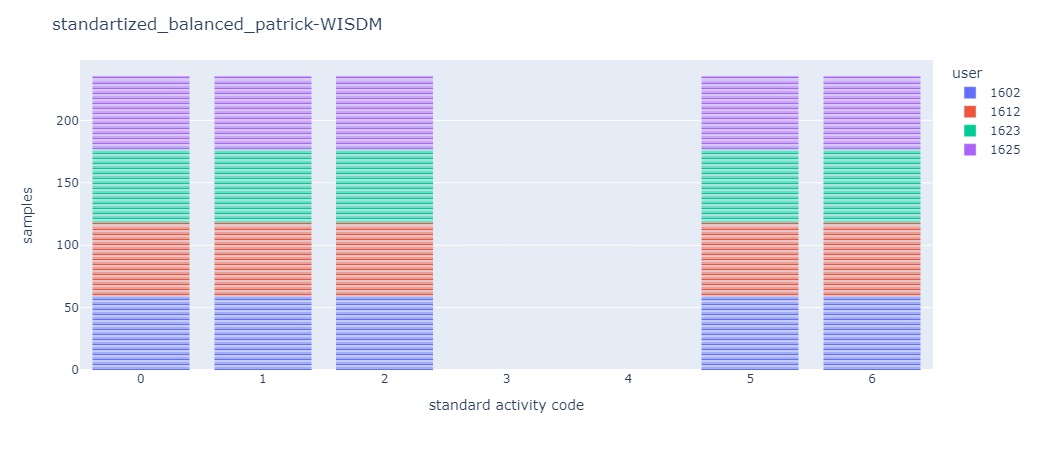 standartized_balanced_patrick-WISDM
user
1602
1612
1623
1625
samples
200
150
100
50
0
0 1 2 3 4 5 6
standard activity code